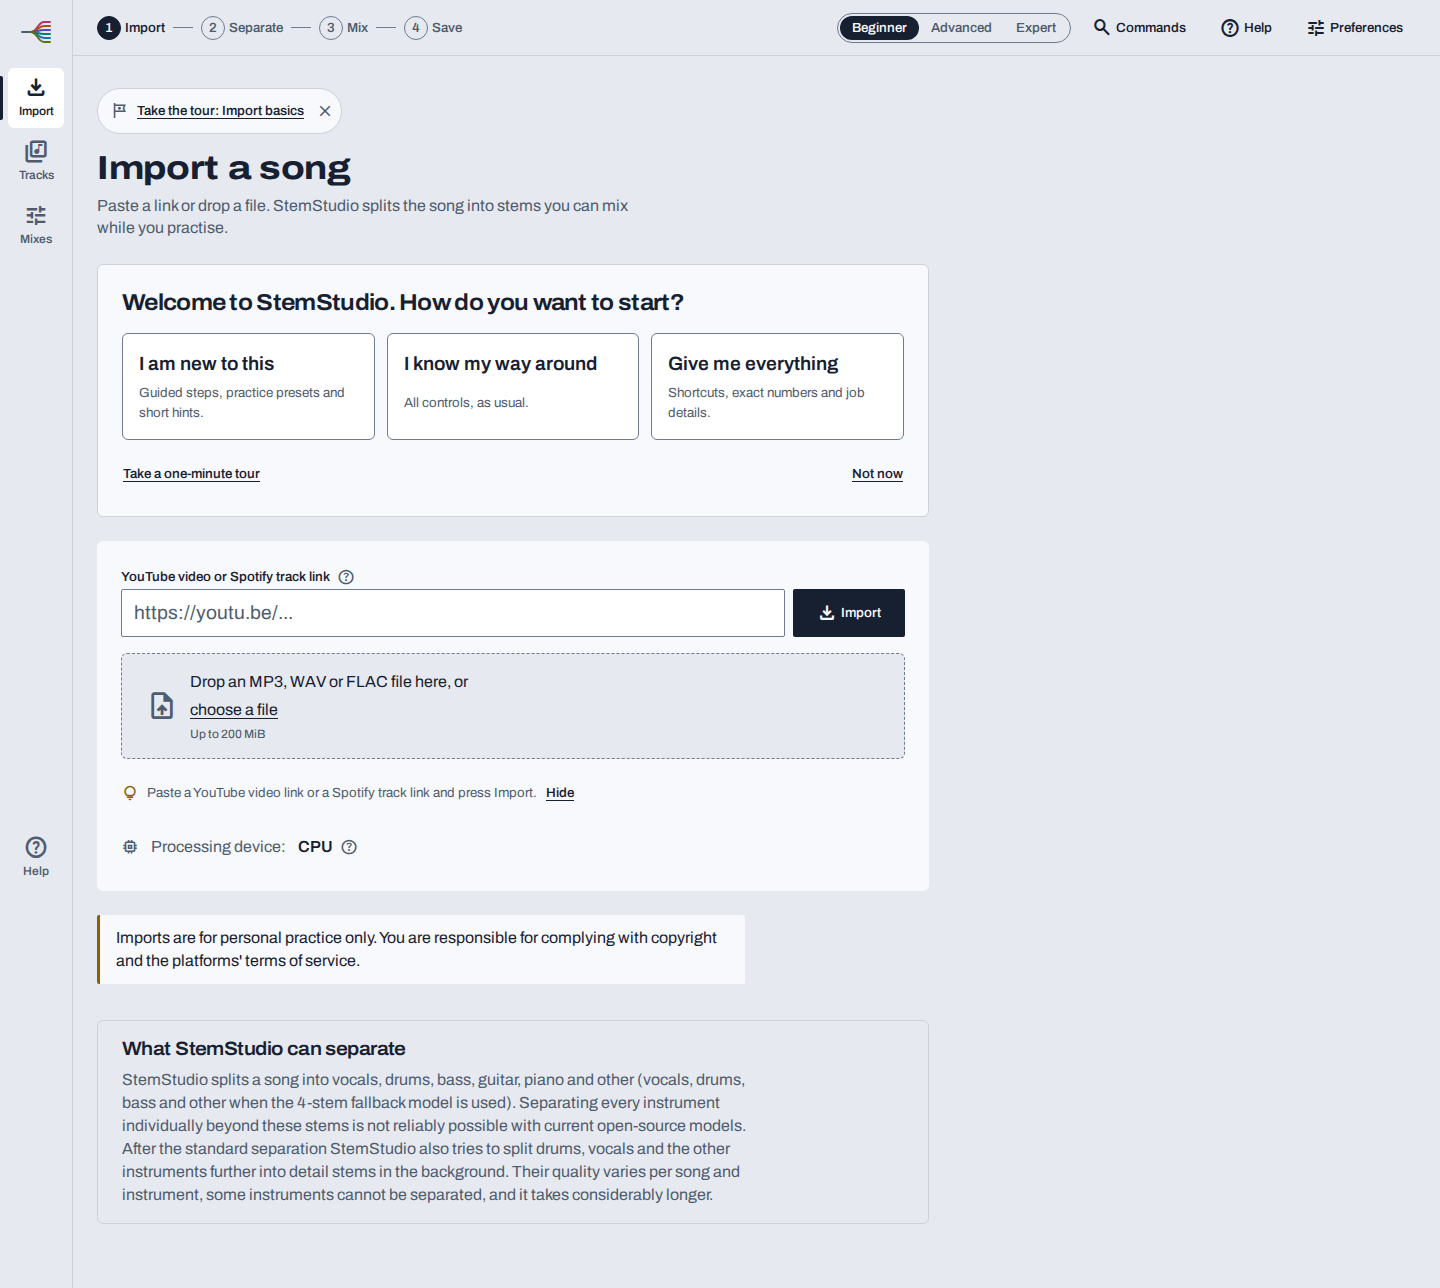 1 Import
2 Separate
3 Mix
4 Save
Beginner
Advanced
Expert
Commands
Help
Preferences
Import
Tracks
Mixes
Help
Take the tour: Import basics
Import a song
Paste a link or drop a file. StemStudio splits the song into stems you can mix
while you practise.
Welcome to StemStudio. How do you want to start?
I am new to this
Guided steps, practice presets and
short hints.
I know my way around
All controls, as usual.
Give me everything
Shortcuts, exact numbers and job
details.
Take a one-minute tour
Not now
YouTube video or Spotify track link
https://youtu.be/...
Import
Drop an MP3, WAV or FLAC file here, or
choose a file
Up to 200 MiB
Paste a YouTube video link or a Spotify track link and press Import. Hide
Processing device: CPU
Imports are for personal practice only. You are responsible for complying with copyright
and the platforms' terms of service.
What StemStudio can separate
StemStudio splits a song into vocals, drums, bass, guitar, piano and other (vocals, drums,
bass and other when the 4-stem fallback model is used). Separating every instrument
individually beyond these stems is not reliably possible with current open-source models.
After the standard separation StemStudio also tries to split drums, vocals and the other
instruments further into detail stems in the background. Their quality varies per song and
instrument, some instruments cannot be separated, and it takes considerably longer.